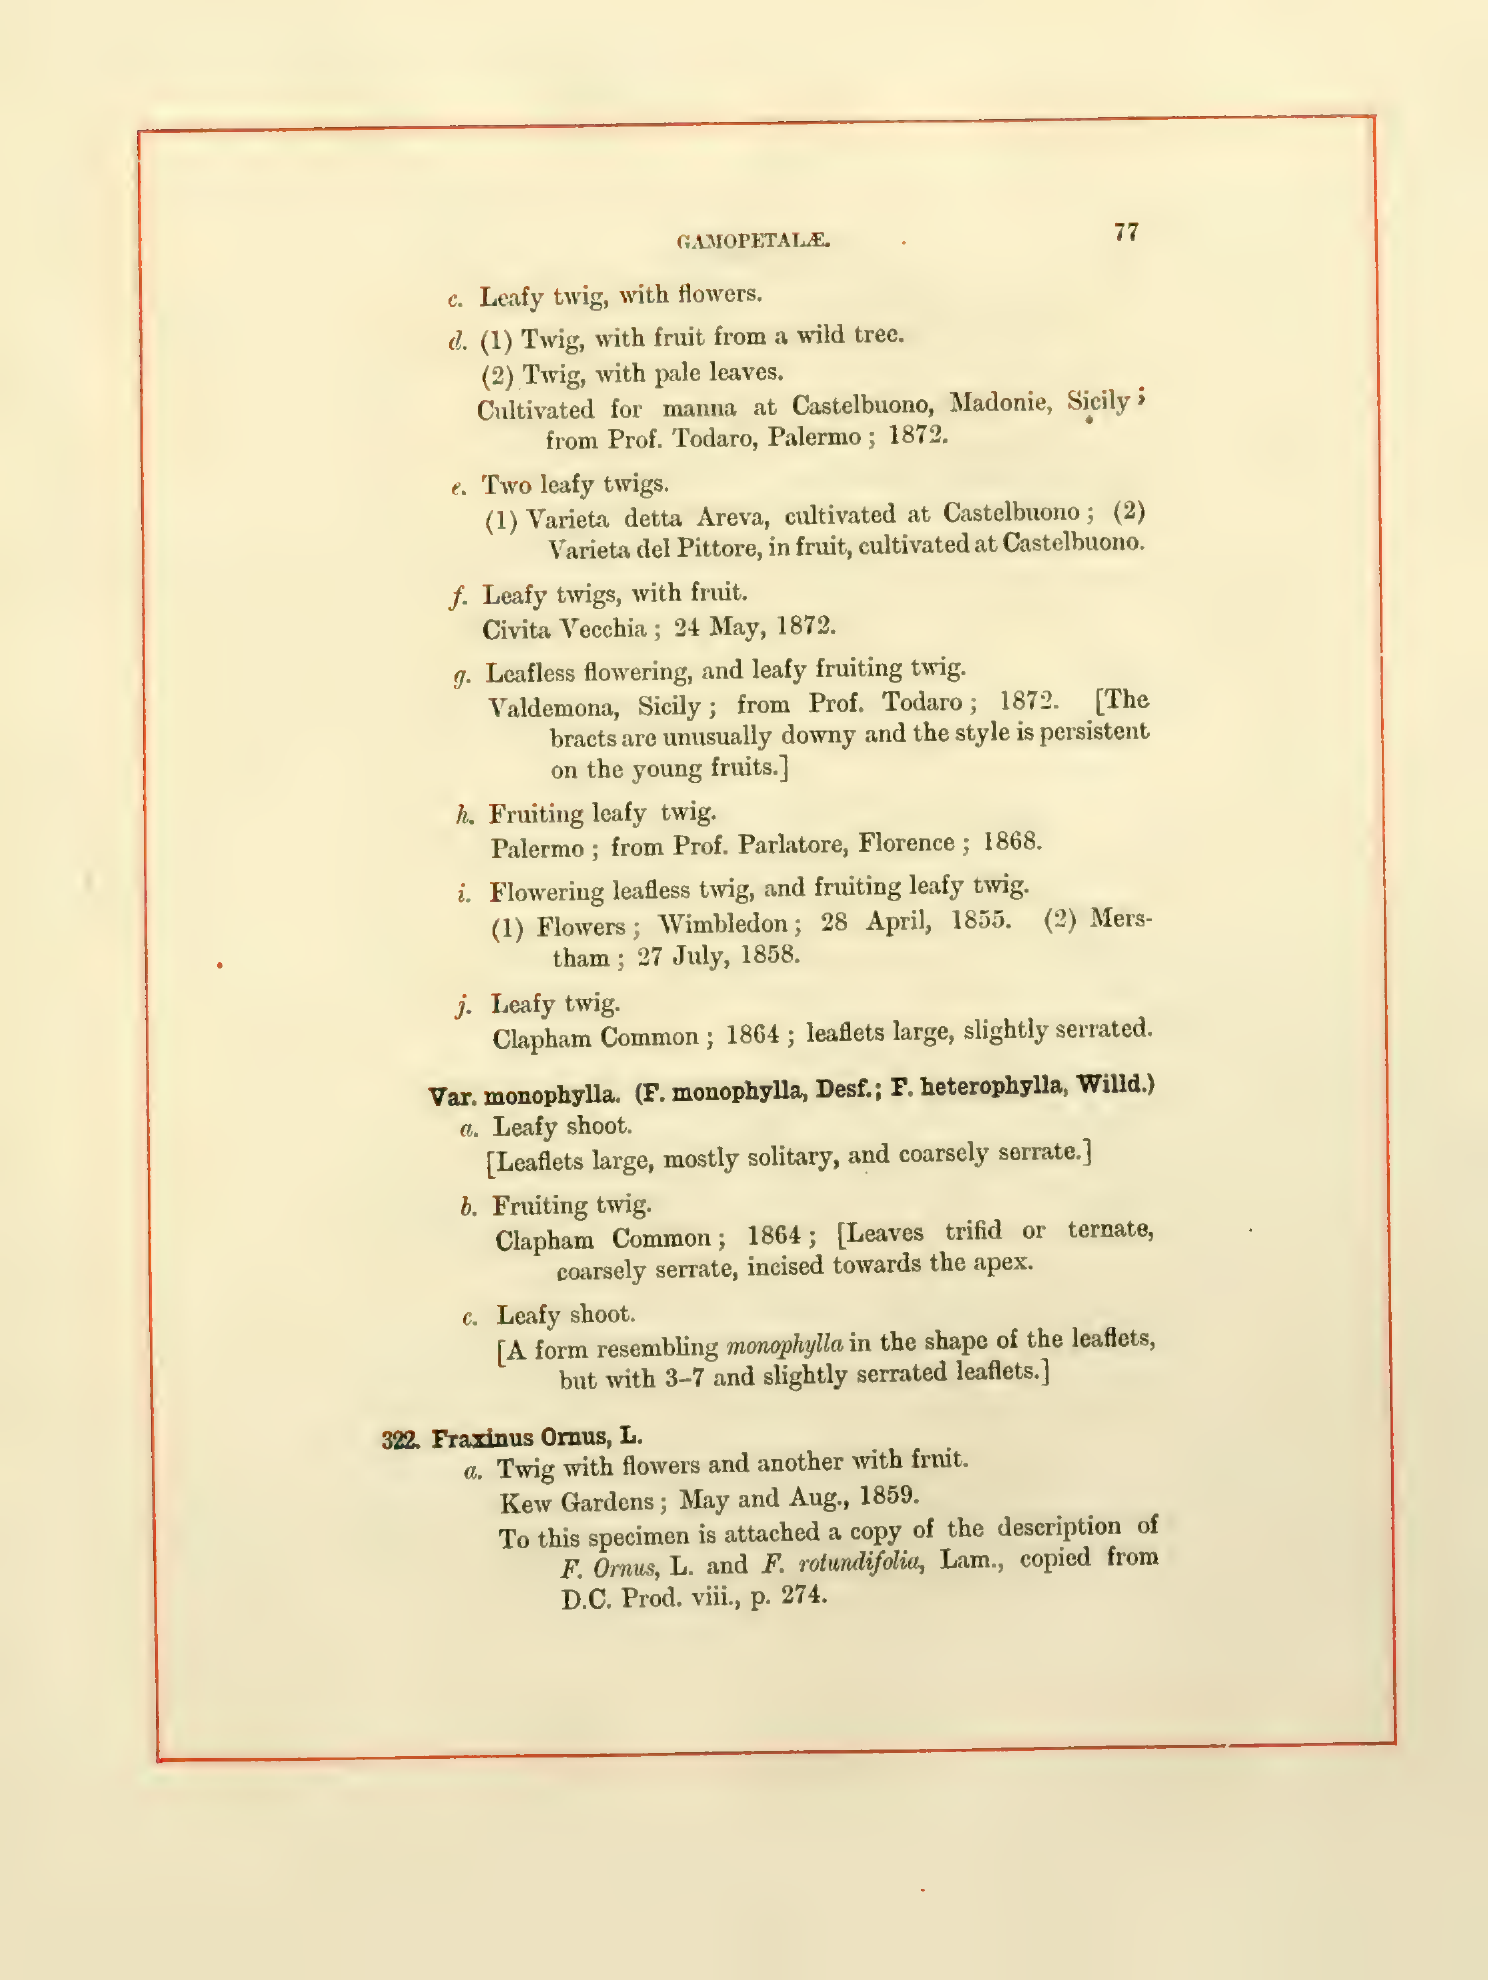 GAMOPETALÆ. 77
c. Leafy twig, with flowers.
d. (1) Twig, with fruit from a wild tree.
(2) Twig, with pale leaves.
Cultivated for manna at Castelbuono, Madonie, Sicily;
from Prof. Todaro, Palermo; 1872.
e. Two leafy twigs.
(1) Varieta detta Areva, cultivated at Castelbuono; (2)
Varieta del Pittore, in fruit, cultivated at Castelbuono.
f. Leafy twigs, with fruit.
Civita Vecchia; 24 May, 1872.
g. Leafless flowering, and leafy fruiting twig.
Valdemona, Sicily; from Prof. Todaro; 1872. [The
bracts are unusually downy and the style is persistent
on the young fruits.]
h. Fruiting leafy twig.
Palermo; from Prof. Parlatore, Florence; 1868.
i. Flowering leafless twig, and fruiting leafy twig.
(1) Flowers; Wimbledon; 28 April, 1855. (2) Mers-
tham; 27 July, 1858.
j. Leafy twig.
Clapham Common; 1864; leaflets large, slightly serrated.
Var. monophylla. (F. monophylla, Desf.; F. heterophylla, Willd.)
a. Leafy shoot.
[Leaflets large, mostly solitary, and coarsely serrate.]
b. Fruiting twig.
Clapham Common; 1864; [Leaves trifid or ternate,
coarsely serrate, incised towards the apex.
c. Leafy shoot.
[A form resembling monophylla in the shape of the leaflets,
but with 3–7 and slightly serrated leaflets.]
322. Fraxinus Ornus, L.
a. Twig with flowers and another with fruit.
Kew Gardens; May and Aug., 1859.
To this specimen is attached a copy of the description of
F. Ornus, L. and F. rotundifolia, Lam., copied from
D.C. Prod. viii., p. 274.